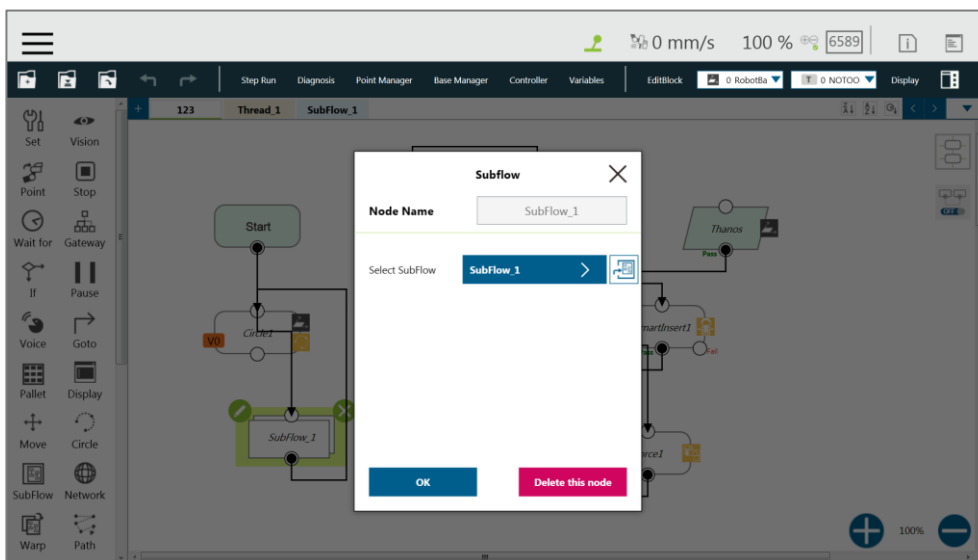 0 mm/s 100 % 6589
Step Run Diagnosis Point Manager Base Manager Controller Variables EditBlock 0 RobotBa T 0 NOTOO Display
123 Thread_1 SubFlow_1
Set Vision
Point Stop
Wait for Gateway
If Pause
Voice Goto
Pallet Display
Move Circle
SubFlow Network
Warp Path
Start
V0 Circle1
SubFlow_1
Subflow
Node Name SubFlow_1
Select SubFlow SubFlow_1
OK Delete this node
Thanos
Pass
martInsert1
ass Fail
orce1
OFF
100%